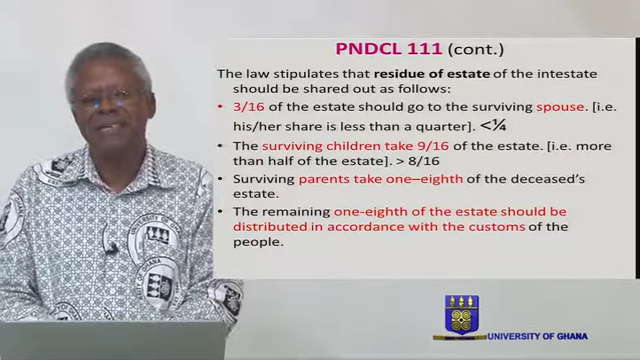 PNDCL 111 (cont.)
The law stipulates that residue of estate of the intestate
should be shared out as follows:
• 3/16 of the estate should go to the surviving spouse. [i.e.
his/her share is less than a quarter]. <¼
• The surviving children take 9/16 of the estate. [i.e. more
than half of the estate]. > 8/16
• Surviving parents take one–eighth of the deceased's
estate.
• The remaining one-eighth of the estate should be
distributed in accordance with the customs of the
people.
UNIVERSITY OF GHANA